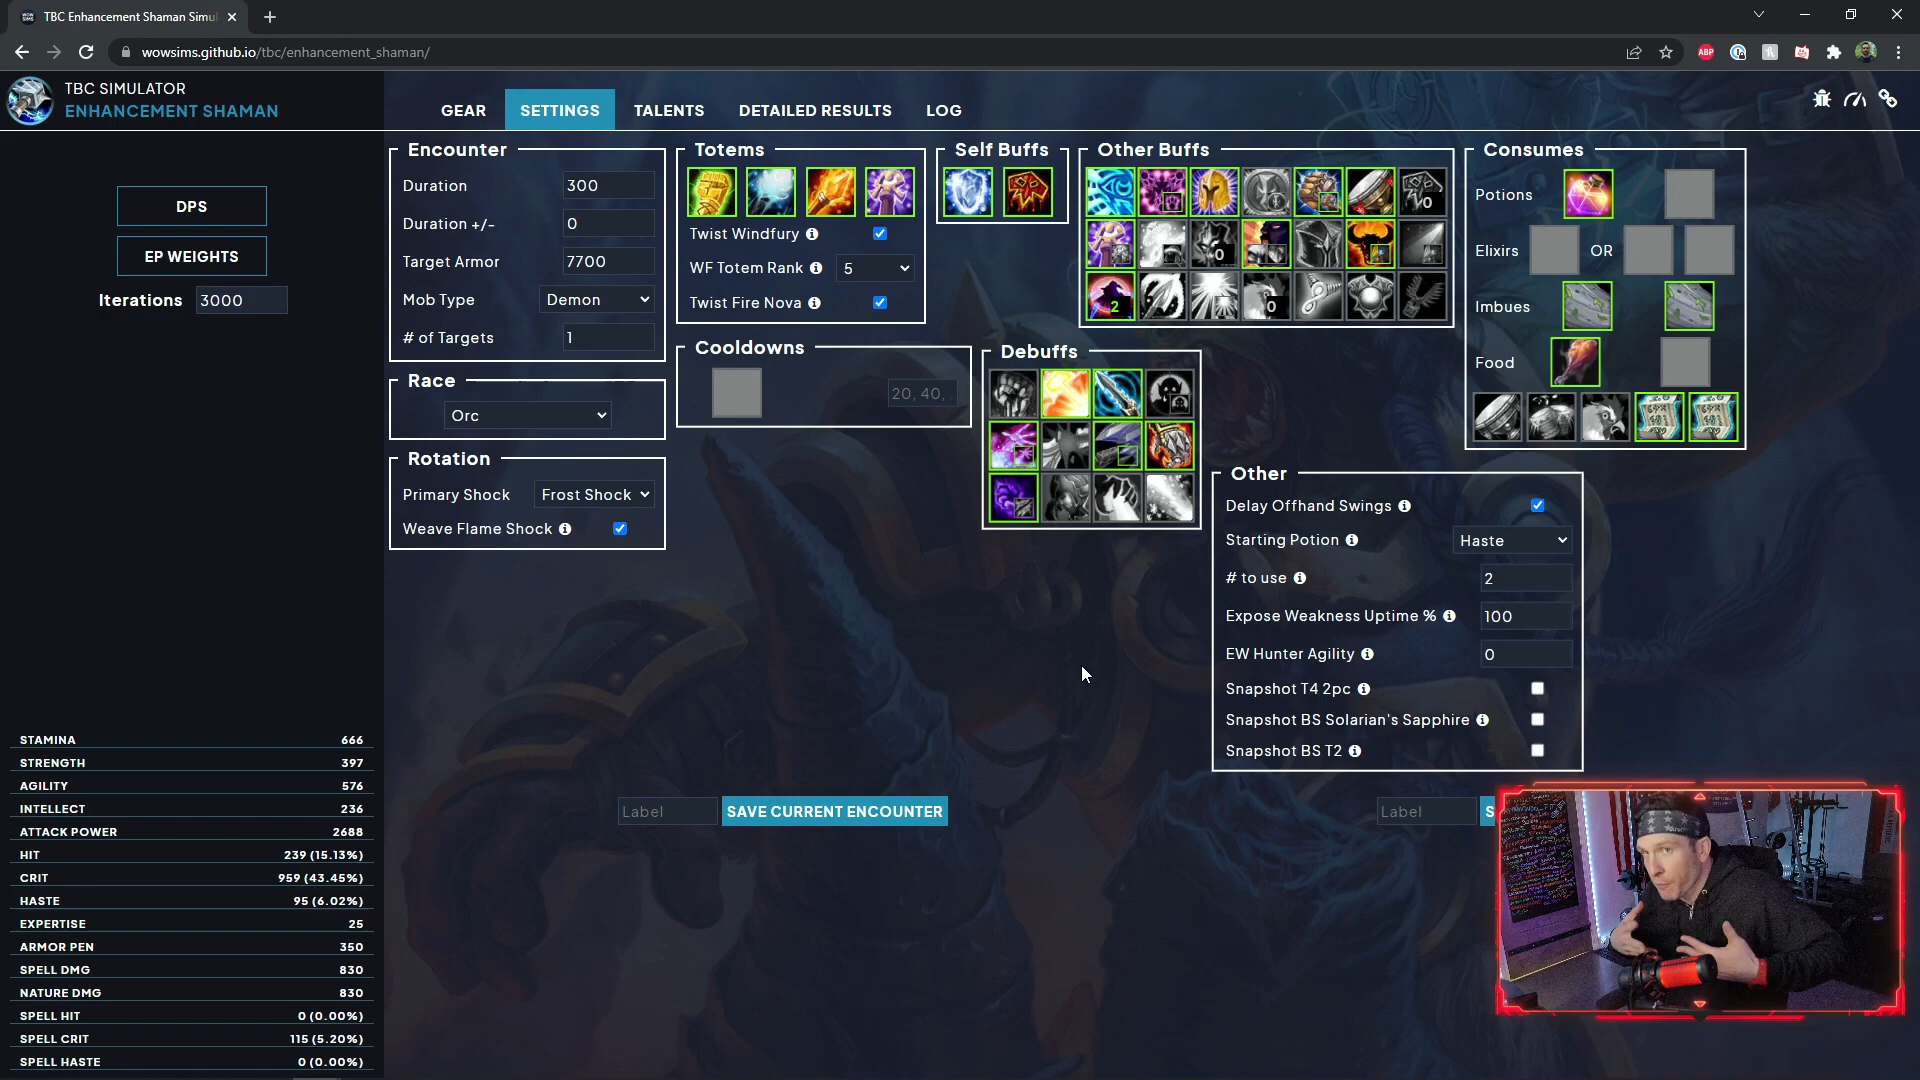 TBC Enhancement Shaman Simul
wowsims.github.io/tbc/enhancement_shaman/
ABP
TBC SIMULATOR
ENHANCEMENT SHAMAN
GEAR
SETTINGS
TALENTS
DETAILED RESULTS
LOG
DPS
EP WEIGHTS
Iterations 3000
Encounter
Duration 300
Duration +/- 0
Target Armor 7700
Mob Type Demon
# of Targets 1
Race
Orc
Rotation
Primary Shock Frost Shock
Weave Flame Shock
Totems
Twist Windfury
WF Totem Rank 5
Twist Fire Nova
Cooldowns
20, 40, .
Self Buffs
Other Buffs
0
0
2
0
Debuffs
Consumes
Potions
Elixirs OR
Imbues
Food
Other
Delay Offhand Swings
Starting Potion Haste
# to use 2
Expose Weakness Uptime % 100
EW Hunter Agility 0
Snapshot T4 2pc
Snapshot BS Solarian's Sapphire
Snapshot BS T2
Label SAVE CURRENT ENCOUNTER
Label S
STAMINA 666
STRENGTH 397
AGILITY 576
INTELLECT 236
ATTACK POWER 2688
HIT 239 (15.13%)
CRIT 959 (43.45%)
HASTE 95 (6.02%)
EXPERTISE 25
ARMOR PEN 350
SPELL DMG 830
NATURE DMG 830
SPELL HIT 0 (0.00%)
SPELL CRIT 115 (5.20%)
SPELL HASTE 0 (0.00%)